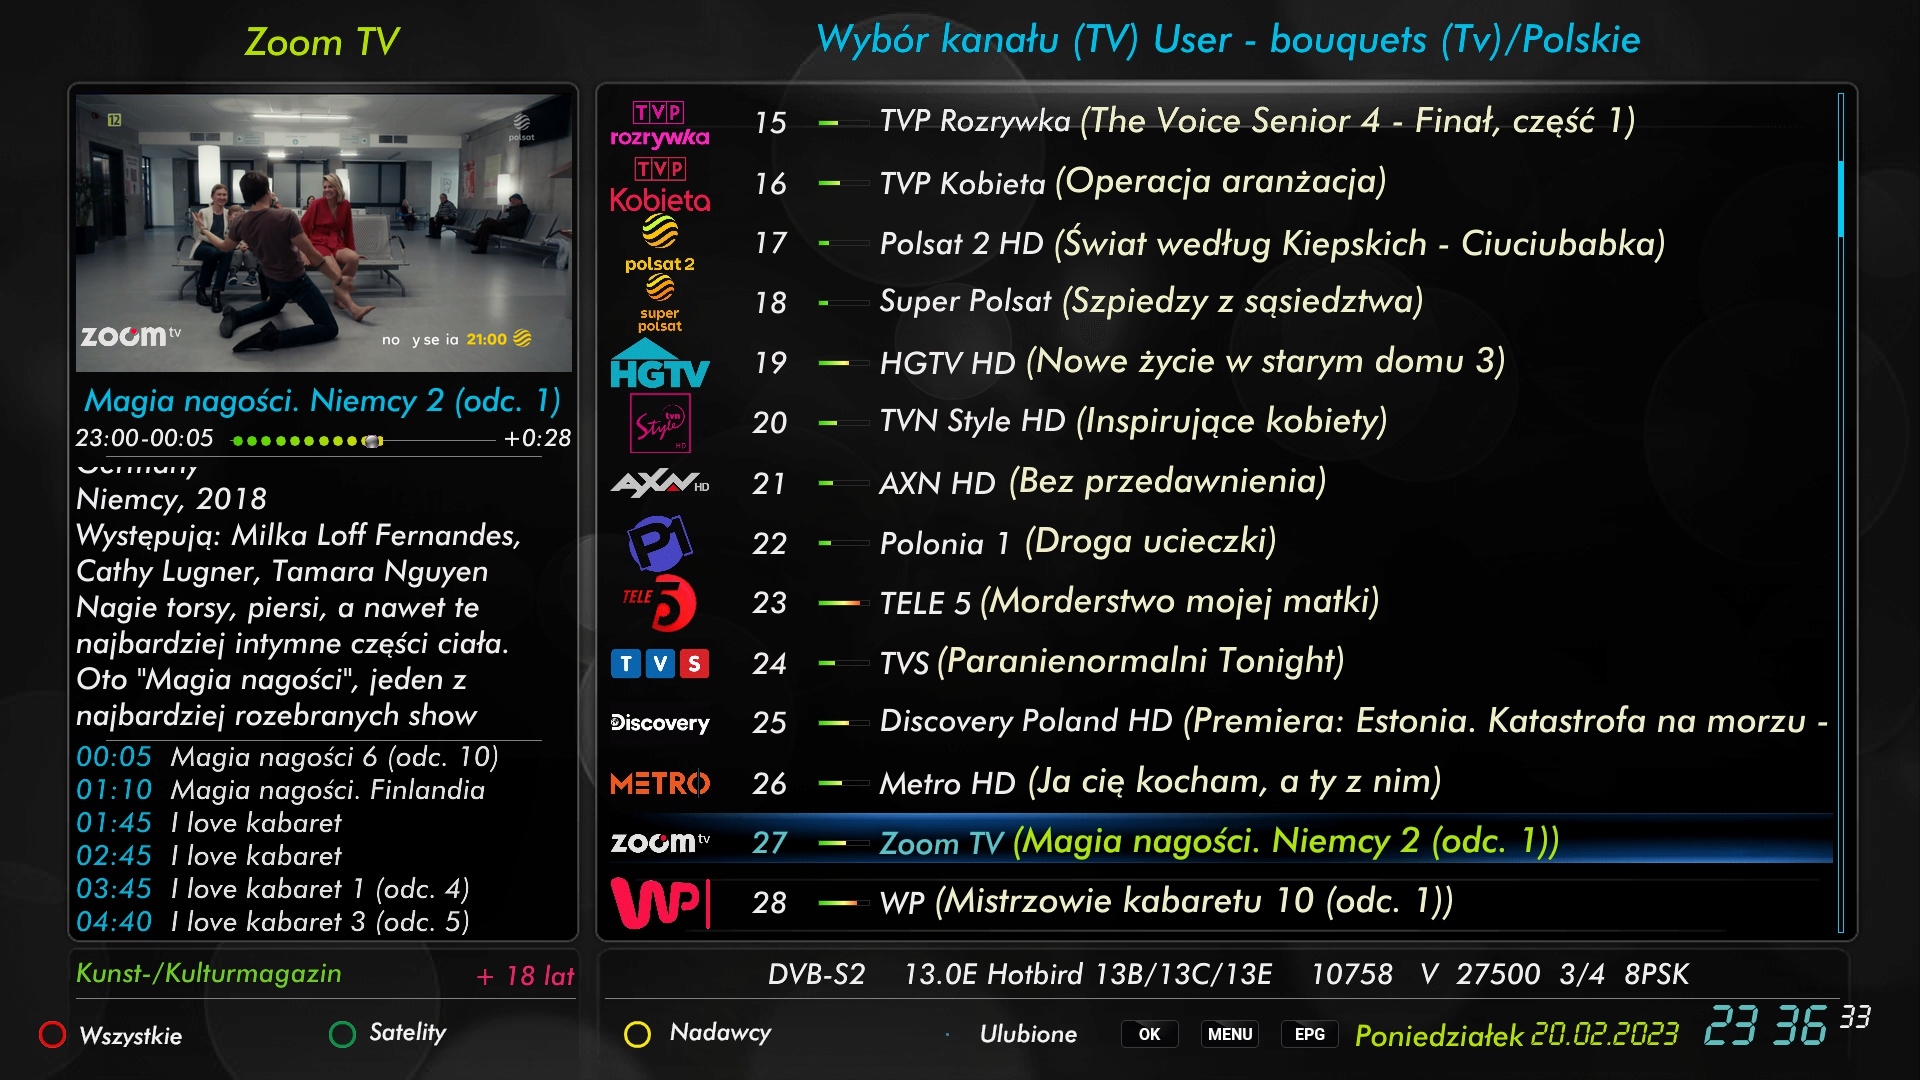 Zoom TV
Wybór kanału (TV) User - bouquets (Tv)/Polskie
12
polsat
zoom tv
21:00
Magia nagości. Niemcy 2 (odc. 1)
23:00-00:05 +0:28
Germany
Niemcy, 2018
Występują: Milka Loff Fernandes,
Cathy Lugner, Tamara Nguyen
Nagie torsy, piersi, a nawet te
najbardziej intymne części ciała.
Oto "Magia nagości", jeden z
najbardziej rozebranych show
00:05 Magia nagości 6 (odc. 10)
01:10 Magia nagości. Finlandia
01:45 I love kabaret
02:45 I love kabaret
03:45 I love kabaret 1 (odc. 4)
04:40 I love kabaret 3 (odc. 5)
Kunst-/Kulturmagazin + 18 lat
TVP rozrywka 15 TVP Rozrywka (The Voice Senior 4 - Finał, część 1)
TVP Kobieta 16 TVP Kobieta (Operacja aranżacja)
polsat 2 17 Polsat 2 HD (Świat według Kiepskich - Ciuciubabka)
super polsat 18 Super Polsat (Szpiedzy z sąsiedztwa)
HGTV 19 HGTV HD (Nowe życie w starym domu 3)
tvn Style HD 20 TVN Style HD (Inspirujące kobiety)
AXN HD 21 AXN HD (Bez przedawnienia)
P1 22 Polonia 1 (Droga ucieczki)
TELE 5 23 TELE 5 (Morderstwo mojej matki)
TVS 24 TVS (Paranienormalni Tonight)
Discovery 25 Discovery Poland HD (Premiera: Estonia. Katastrofa na morzu -
METRO 26 Metro HD (Ja cię kocham, a ty z nim)
zoom tv 27 Zoom TV (Magia nagości. Niemcy 2 (odc. 1))
WP 28 WP (Mistrzowie kabaretu 10 (odc. 1))
DVB-S2 13.0E Hotbird 13B/13C/13E 10758 V 27500 3/4 8PSK
Wszystkie Satelity Nadawcy Ulubione OK MENU EPG Poniedziałek 20.02.2023 23 36 33